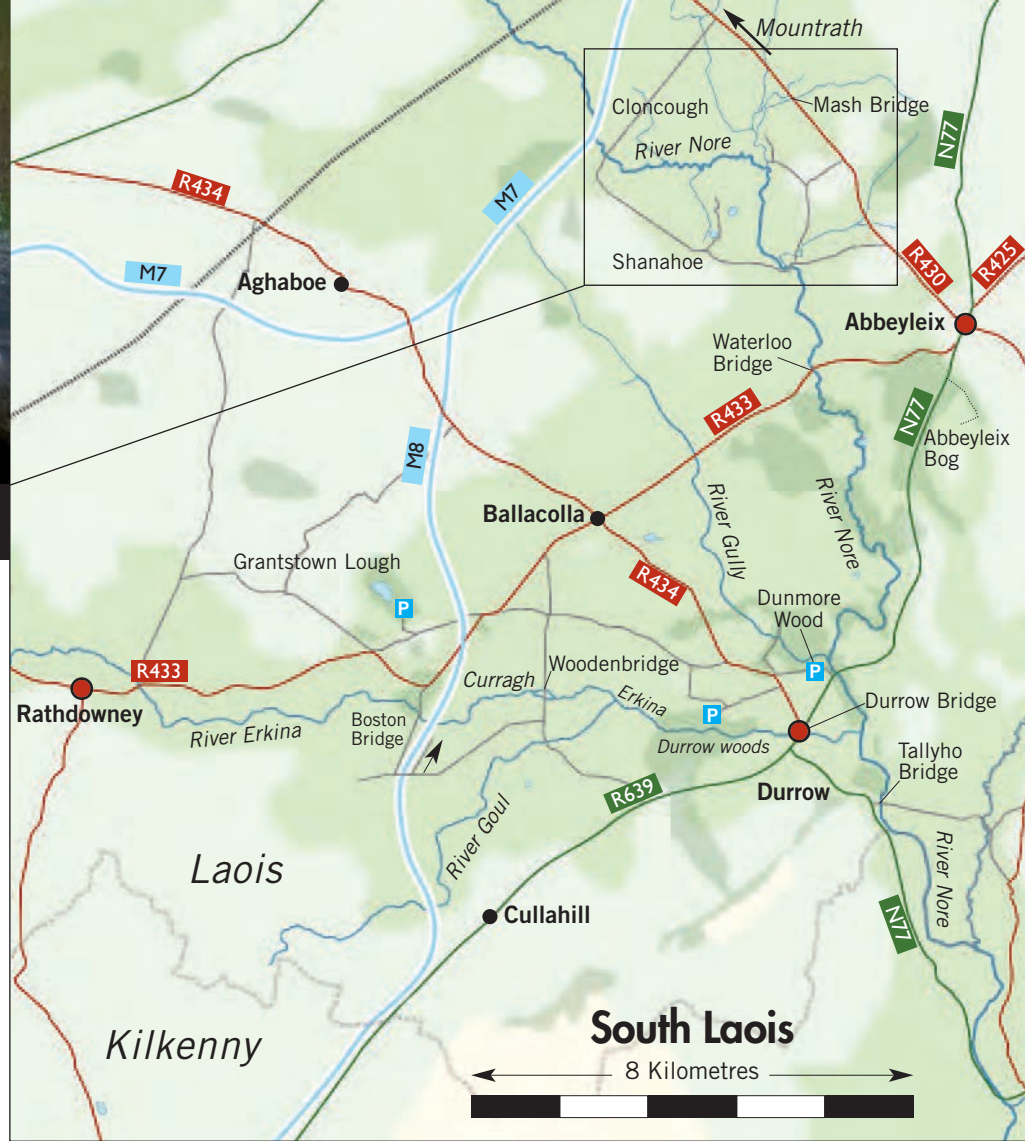 Mountrath
Cloncough
Mash Bridge
River Nore
N77
R434
M7
M7
Aghaboe
Shanahoe
R430
R425
Abbeyleix
Waterloo
Bridge
R433
N77
Abbeyleix
Bog
M8
River Gully
River Nore
Ballacolla
Grantstown Lough
R434
P
Dunmore
Wood
P
R433
Rathdowney
River Erkina
Curragh
Woodenbridge
Erkina
P
Durrow Bridge
Boston
Bridge
Durrow woods
Tallyho
Bridge
Durrow
R639
River Goul
River Nore
Laois
Cullahill
N77
Kilkenny
South Laois
8 Kilometres